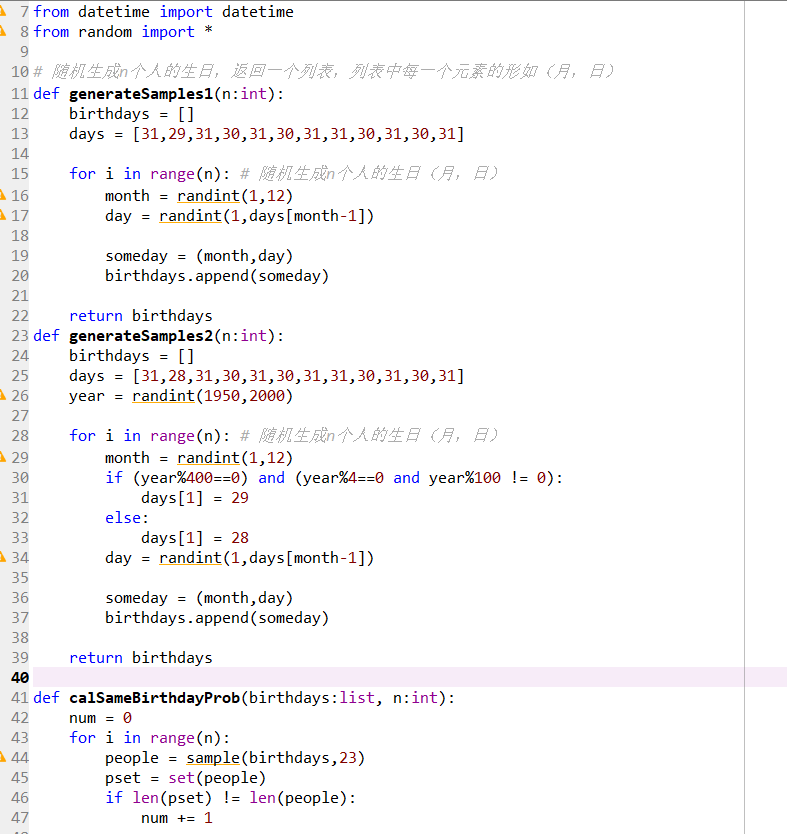 7 from datetime import datetime
8 from random import *
9
10 # 随机生成n个人的生日，返回一个列表，列表中每一个元素的形如（月，日）
11 def generateSamples1(n:int):
12     birthdays = []
13     days = [31,29,31,30,31,30,31,31,30,31,30,31]
14
15     for i in range(n): # 随机生成n个人的生日（月，日）
16         month = randint(1,12)
17         day = randint(1,days[month-1])
18
19         someday = (month,day)
20         birthdays.append(someday)
21
22     return birthdays
23 def generateSamples2(n:int):
24     birthdays = []
25     days = [31,28,31,30,31,30,31,31,30,31,30,31]
26     year = randint(1950,2000)
27
28     for i in range(n): # 随机生成n个人的生日（月，日）
29         month = randint(1,12)
30         if (year%400==0) and (year%4==0 and year%100 != 0):
31             days[1] = 29
32         else:
33             days[1] = 28
34         day = randint(1,days[month-1])
35
36         someday = (month,day)
37         birthdays.append(someday)
38
39     return birthdays
40
41 def calSameBirthdayProb(birthdays:list, n:int):
42     num = 0
43     for i in range(n):
44         people = sample(birthdays,23)
45         pset = set(people)
46         if len(pset) != len(people):
47             num += 1